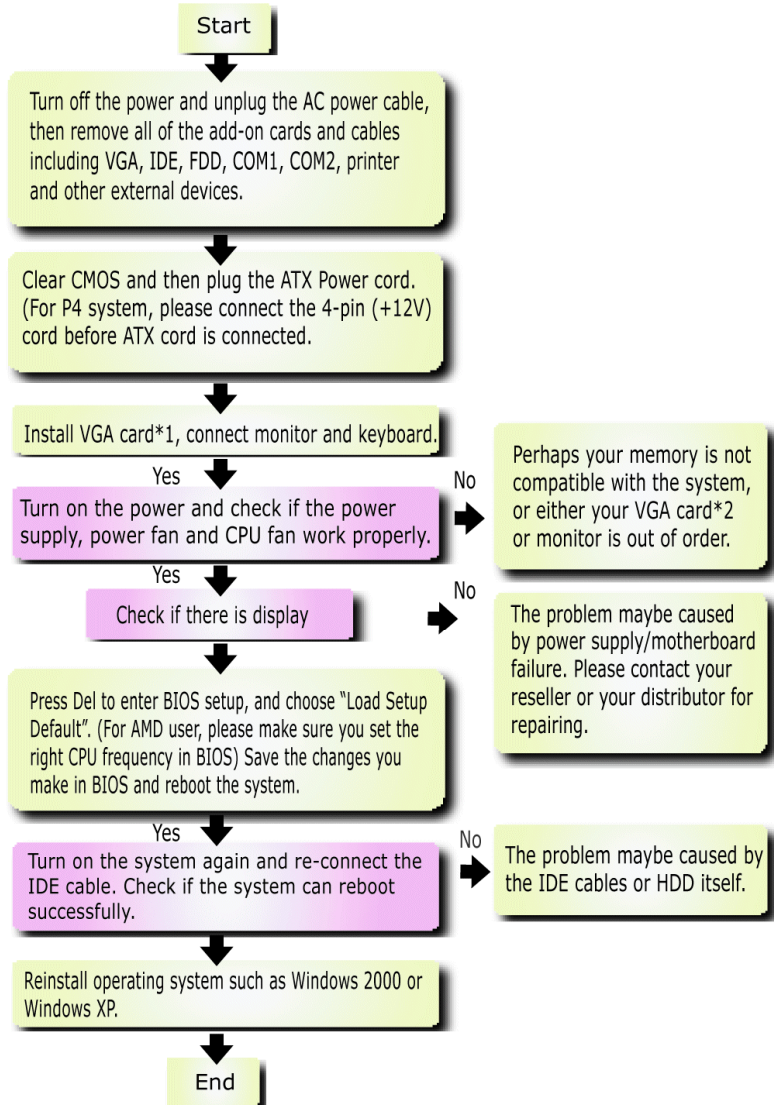 Start
Turn off the power and unplug the AC power cable,
then remove all of the add-on cards and cables
including VGA, IDE, FDD, COM1, COM2, printer
and other external devices.
Clear CMOS and then plug the ATX Power cord.
(For P4 system, please connect the 4-pin (+12V)
cord before ATX cord is connected.
Install VGA card*1, connect monitor and keyboard.
Yes
No
Turn on the power and check if the power
supply, power fan and CPU fan work properly.
Perhaps your memory is not
compatible with the system,
or either your VGA card*2
or monitor is out of order.
Yes
No
Check if there is display
The problem maybe caused
by power supply/motherboard
failure. Please contact your
reseller or your distributor for
repairing.
Press Del to enter BIOS setup, and choose “Load Setup
Default”. (For AMD user, please make sure you set the
right CPU frequency in BIOS) Save the changes you
make in BIOS and reboot the system.
Yes
No
Turn on the system again and re-connect the
IDE cable. Check if the system can reboot
successfully.
The problem maybe caused by
the IDE cables or HDD itself.
Reinstall operating system such as Windows 2000 or
Windows XP.
End